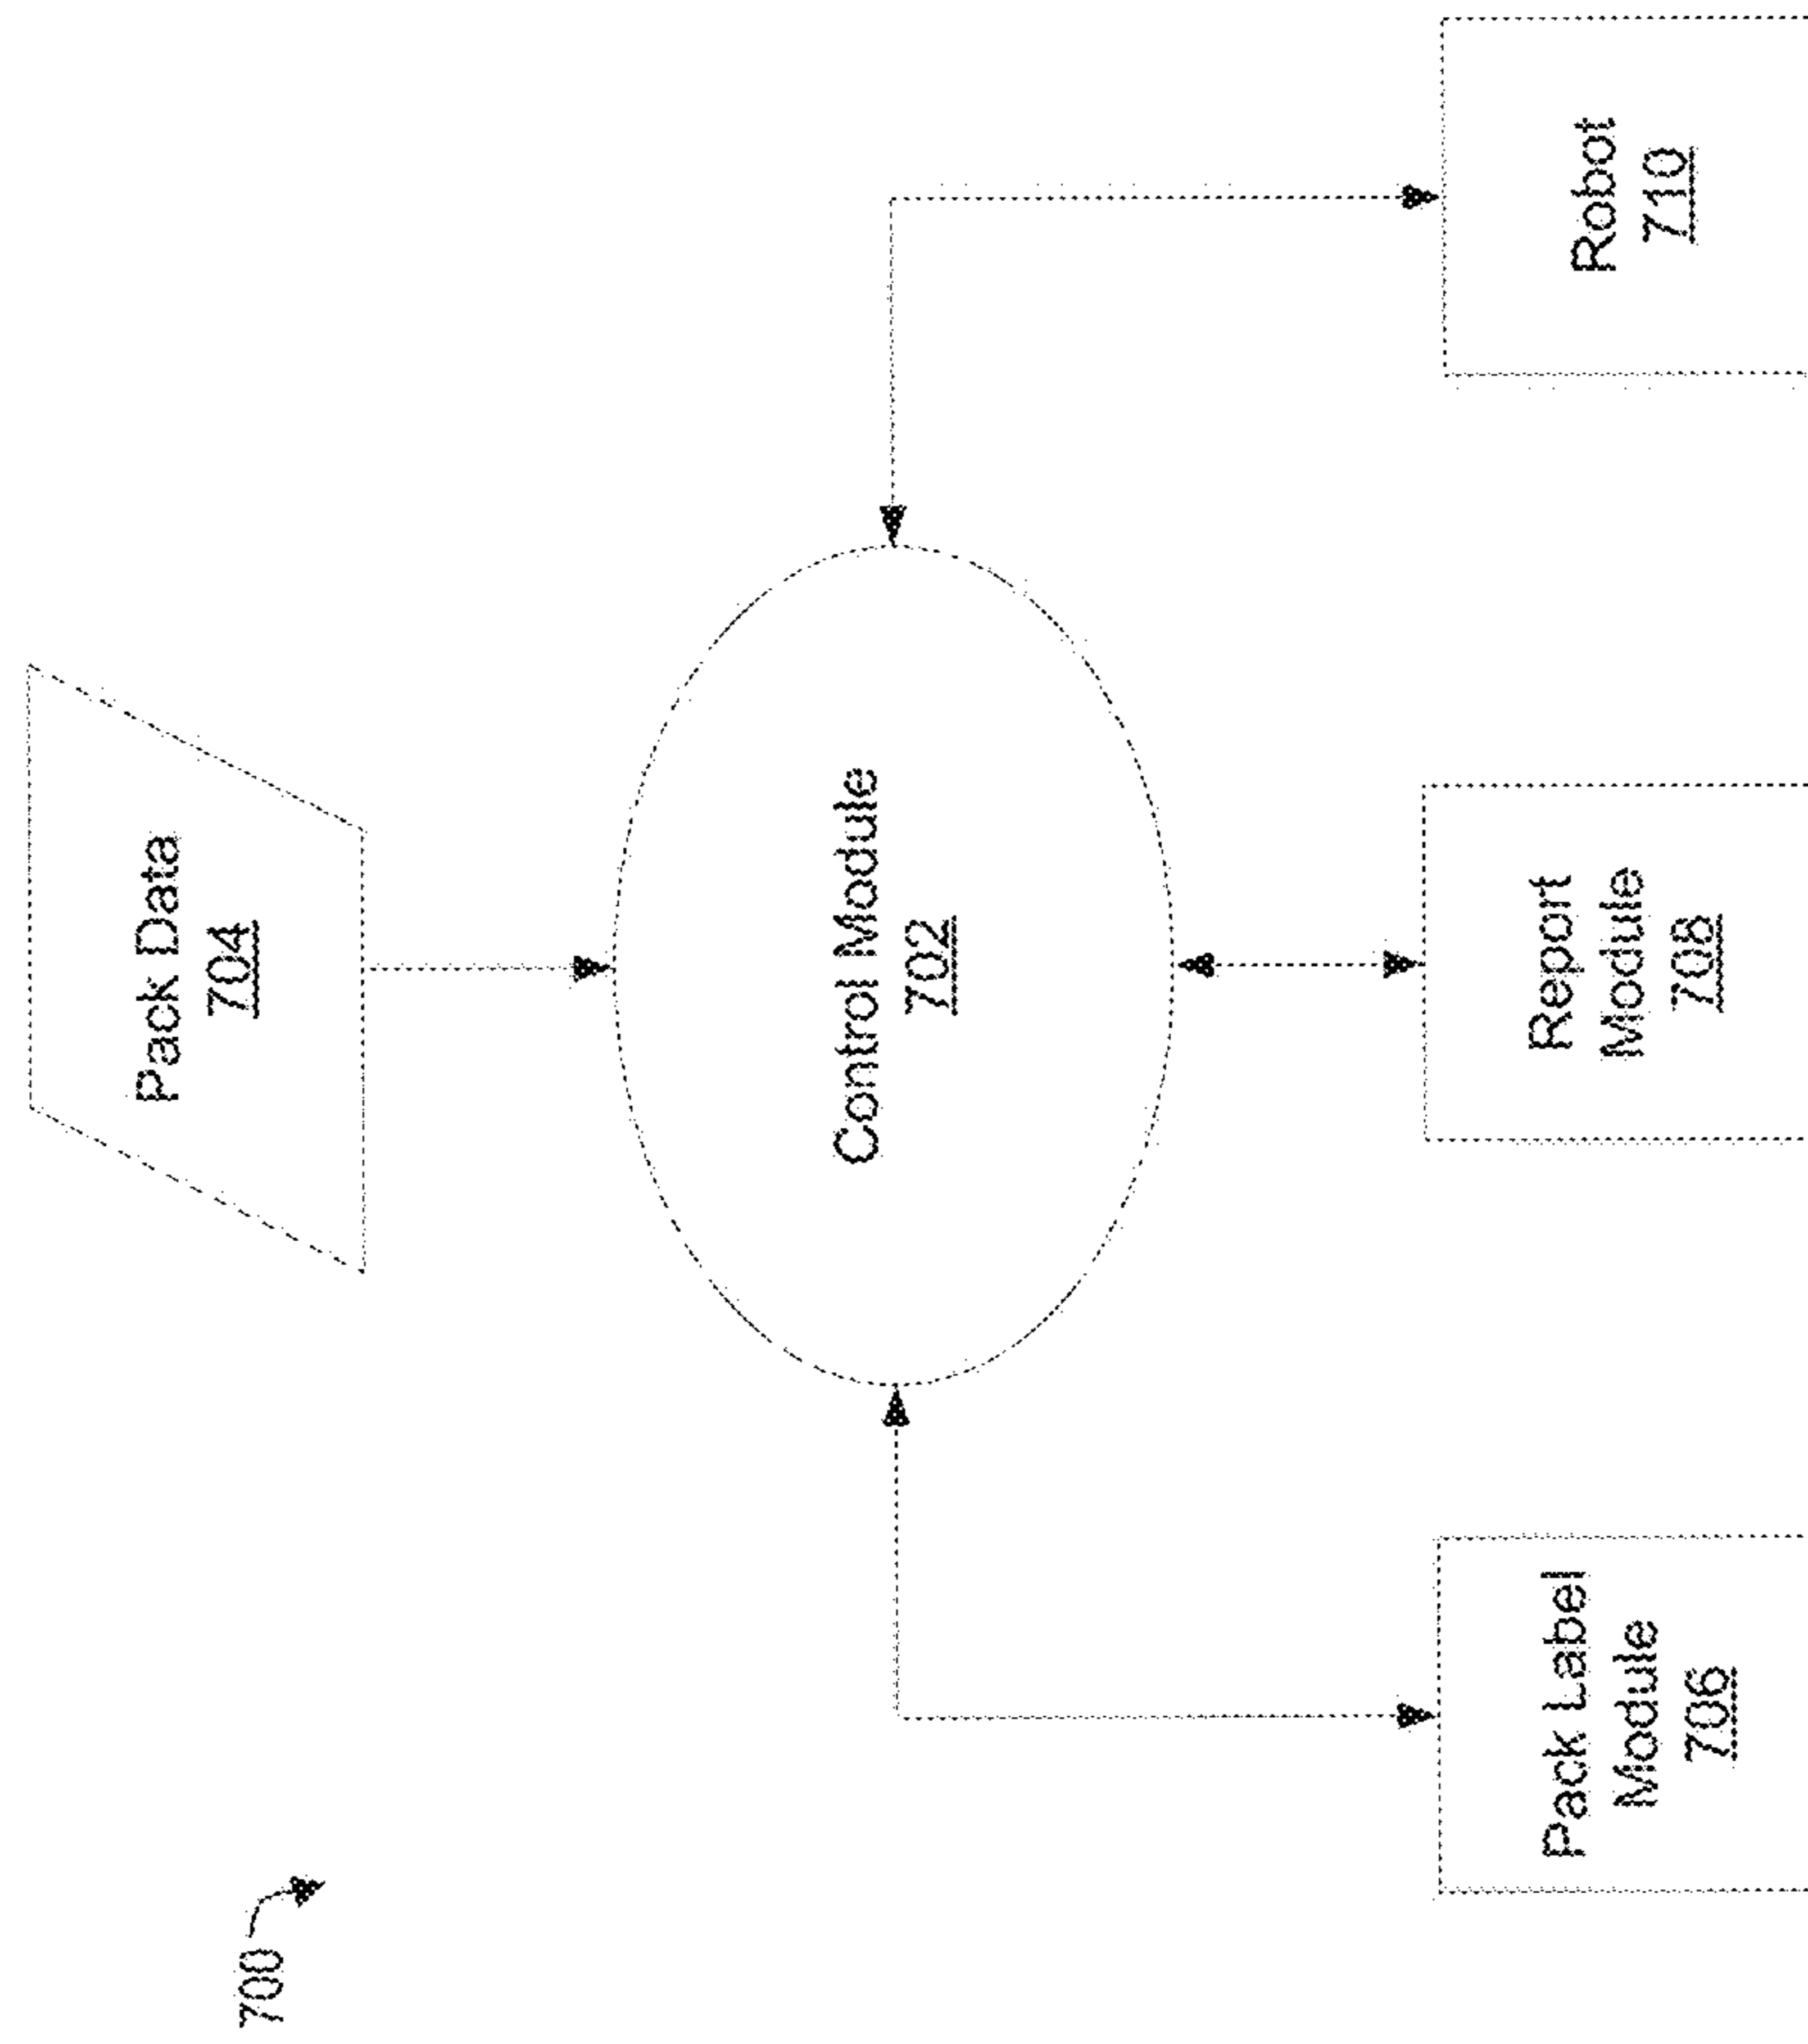 700
Pack Data
704
Control Module
702
Pack Label
Module
706
Report
Module
708
Robot
710